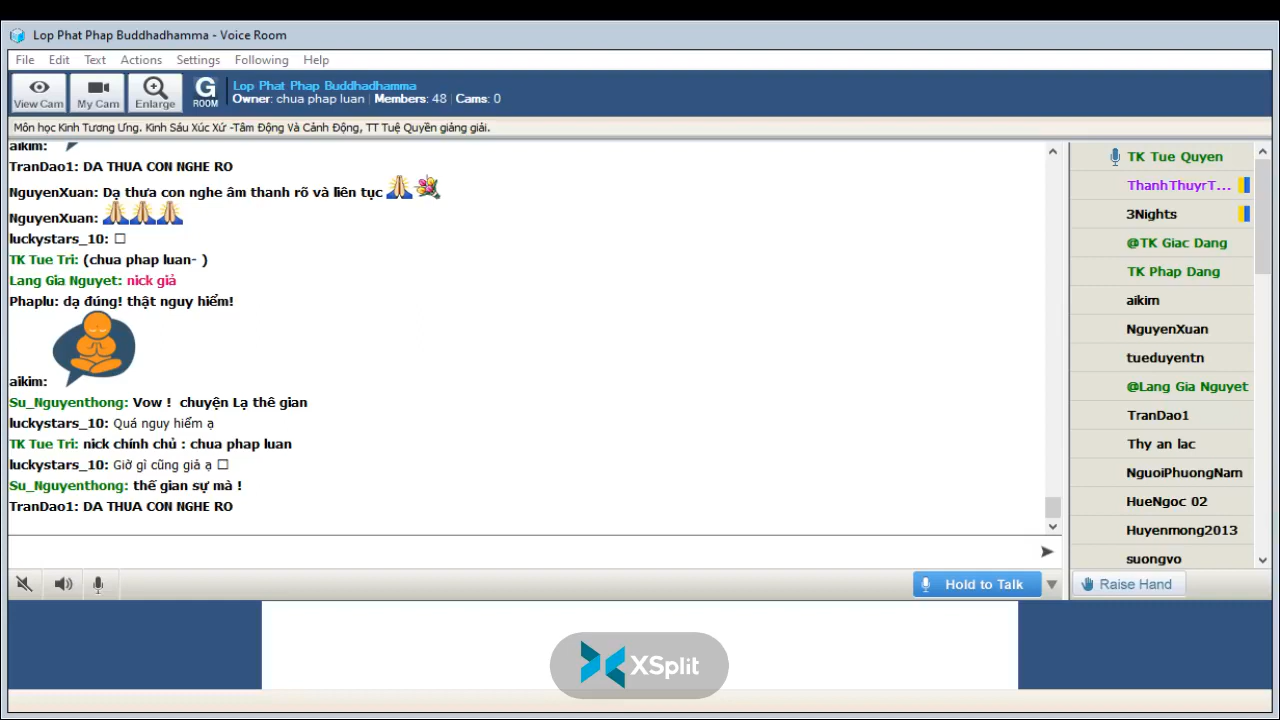 Lop Phat Phap Buddhadhamma - Voice Room
File Edit Text Actions Settings Following Help
View Cam My Cam Enlarge G ROOM
Lop Phat Phap Buddhadhamma
Owner: chua phap luan | Members: 48 | Cams: 0
Môn học Kinh Tương Ưng. Kinh Sáu Xúc Xứ -Tâm Động Và Cảnh Động, TT Tuệ Quyền giảng giải.
aikim:
TranDao1: DA THUA CON NGHE RO
NguyenXuan: Dạ thưa con nghe âm thanh rõ và liên tục
NguyenXuan:
luckystars_10: □
TK Tue Tri: (chua phap luan- )
Lang Gia Nguyet: nick giả
Phaplu: dạ đúng! thật nguy hiểm!
aikim:
Su_Nguyenthong: Vow ! chuyện Lạ thê gian
luckystars_10: Quá nguy hiểm ạ
TK Tue Tri: nick chính chủ : chua phap luan
luckystars_10: Giờ gì cũng giả ạ □
Su_Nguyenthong: thế gian sự mà !
TranDao1: DA THUA CON NGHE RO
TK Tue Quyen
ThanhThuyrT...
3Nights
@TK Giac Dang
TK Phap Dang
aikim
NguyenXuan
tueduyentn
@Lang Gia Nguyet
TranDao1
Thy an lac
NguoiPhuongNam
HueNgoc 02
Huyenmong2013
suongvo
Hold to Talk
Raise Hand
XSplit